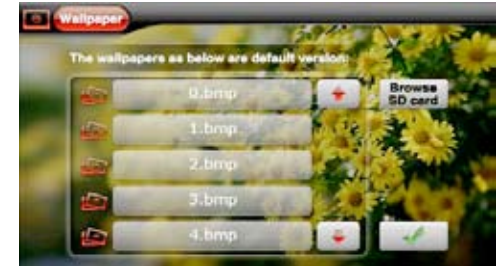 Wallpaper
The wallpapers as below are default version:
0.bmp
Browse
SD card
1.bmp
2.bmp
3.bmp
4.bmp